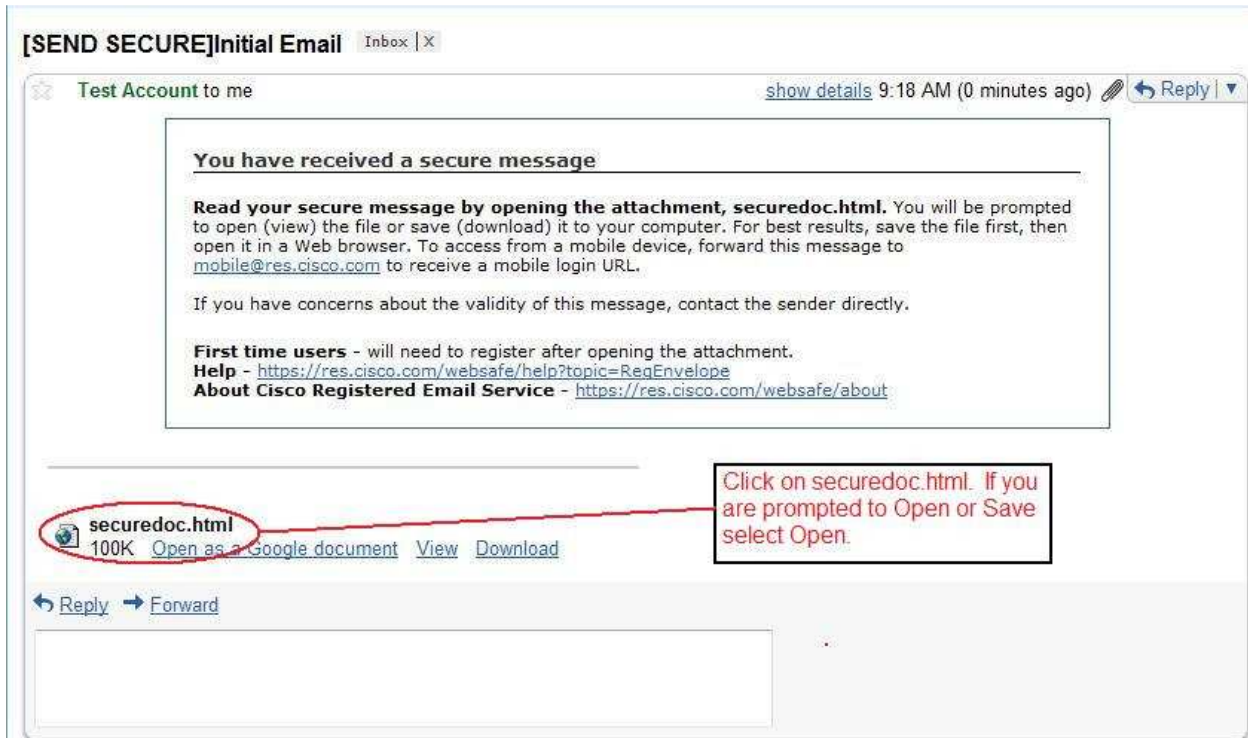 [SEND SECURE]Initial Email Inbox | X
Test Account to me show details 9:18 AM (0 minutes ago) Reply | ▼
You have received a secure message
Read your secure message by opening the attachment, securedoc.html. You will be prompted
to open (view) the file or save (download) it to your computer. For best results, save the file first, then
open it in a Web browser. To access from a mobile device, forward this message to
mobile@res.cisco.com to receive a mobile login URL.
If you have concerns about the validity of this message, contact the sender directly.
First time users - will need to register after opening the attachment.
Help - https://res.cisco.com/websafe/help?topic=RegEnvelope
About Cisco Registered Email Service - https://res.cisco.com/websafe/about
Click on securedoc.html. If you
are prompted to Open or Save
select Open.
securedoc.html
100K Open as a Google document View Download
Reply Forward